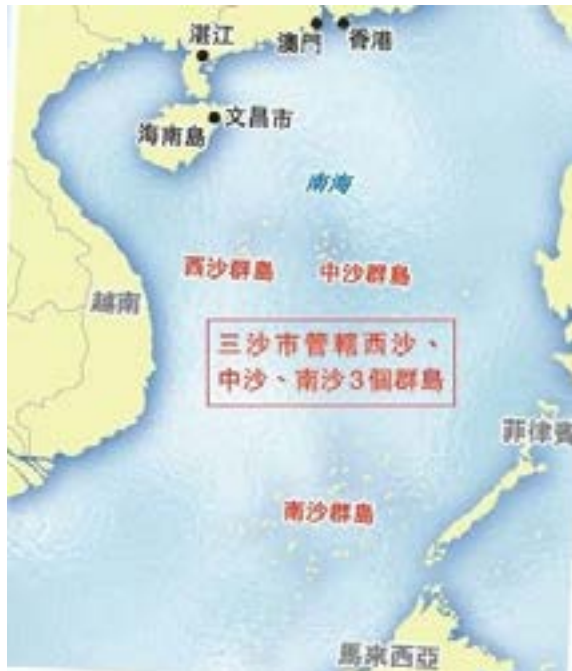 湛江
澳門
香港
文昌市
海南島
南海
西沙群島
中沙群島
越南
三沙市管轄西沙、
中沙、南沙3個群島
菲律賓
南沙群島
馬來西亞